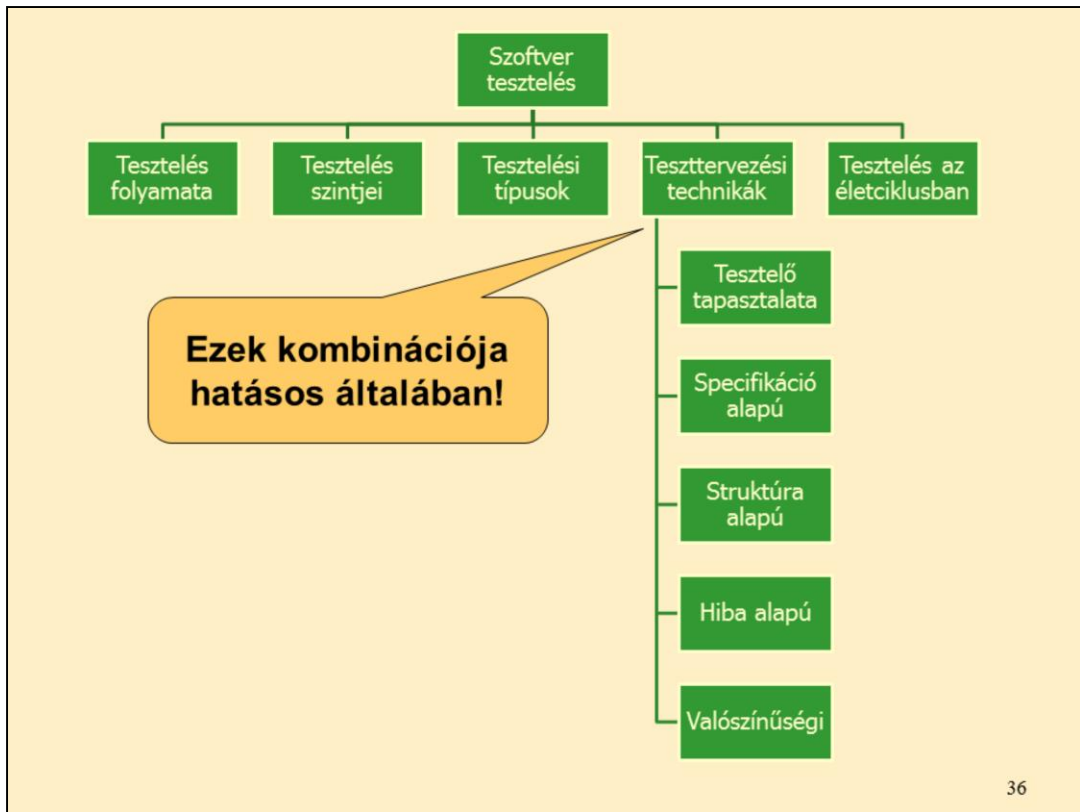 Szoftver
tesztelés
Tesztelés
folyamata
Tesztelés
szintjei
Tesztelési
típusok
Teszttervezési
technikák
Tesztelés az
életciklusban
Ezek kombinációja
hatásos általában!
Tesztelő
tapasztalata
Specifikáció
alapú
Struktúra
alapú
Hiba alapú
Valószínűségi
36